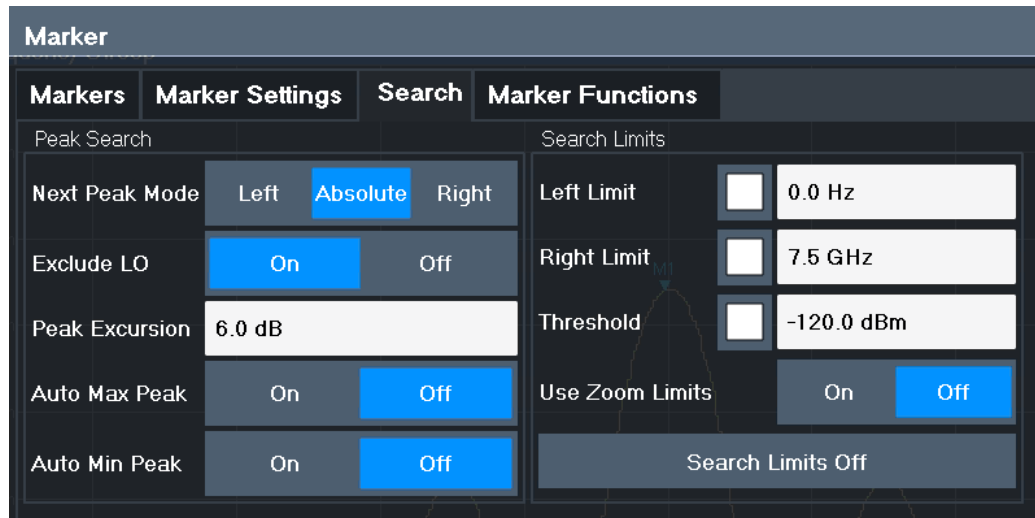 Marker
Markers Marker Settings Search Marker Functions
Peak Search
Next Peak Mode Left Absolute Right
Exclude LO On Off
Peak Excursion 6.0 dB
Auto Max Peak On Off
Auto Min Peak On Off
Search Limits
Left Limit 0.0 Hz
Right Limit 7.5 GHz
M1
Threshold -120.0 dBm
Use Zoom Limits On Off
Search Limits Off